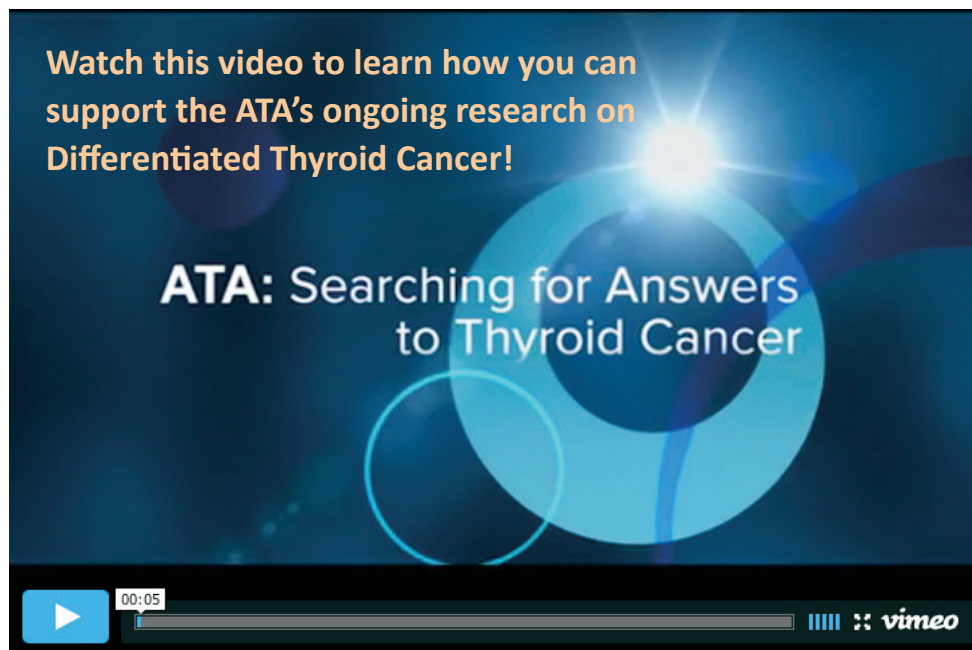 Watch this video to learn how you can
support the ATA’s ongoing research on
Differentiated Thyroid Cancer!
ATA: Searching for Answers
to Thyroid Cancer
00:05
vimeo